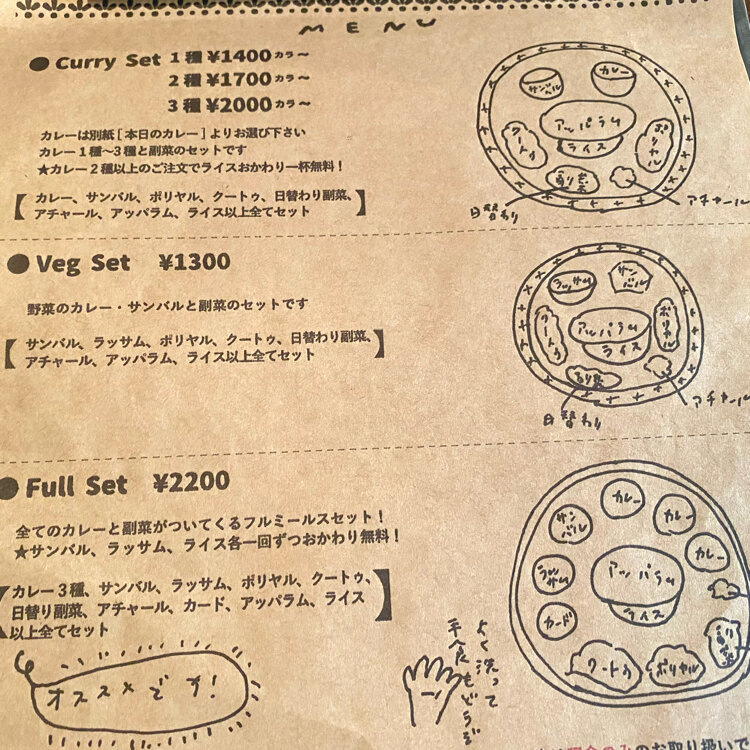 MENU
● Curry Set 1種 ¥1400カラ〜
2種 ¥1700カラ〜
3種 ¥2000カラ〜
カレーは別紙[本日のカレー]よりお選び下さい
カレー1種〜3種と副菜のセットです
★カレー2種以上のご注文でライスおかわり一杯無料！
【カレー、サンバル、ポリヤル、クートゥ、日替わり副菜、
アチャール、アッパラム、ライス以上全てセット】
サンバル
カレー
アッパラム
ライス
クートゥ
ポリヤル
日替わり
アチャール
● Veg Set ¥1300
野菜のカレー・サンバルと副菜のセットです
【サンバル、ラッサム、ポリヤル、クートゥ、日替わり副菜、
アチャール、アッパラム、ライス以上全てセット】
ラッサム
サンバル
クートゥ
アッパラム
ライス
ポリヤル
日替わり
アチャール
● Full Set ¥2200
全てのカレーと副菜がついてくるフルミールスセット！
★サンバル、ラッサム、ライス各一回ずつおかわり無料！
【カレー3種、サンバル、ラッサム、ポリヤル、クートゥ、
日替り副菜、アチャール、カード、アッパラム、ライス
以上全てセット】
カレー
カレー
カレー
サンバル
ラッサム
カード
アッパラム
ライス
クートゥ
ポリヤル
オススメです！
よく洗って
手食もどうぞ
のお取り扱いで